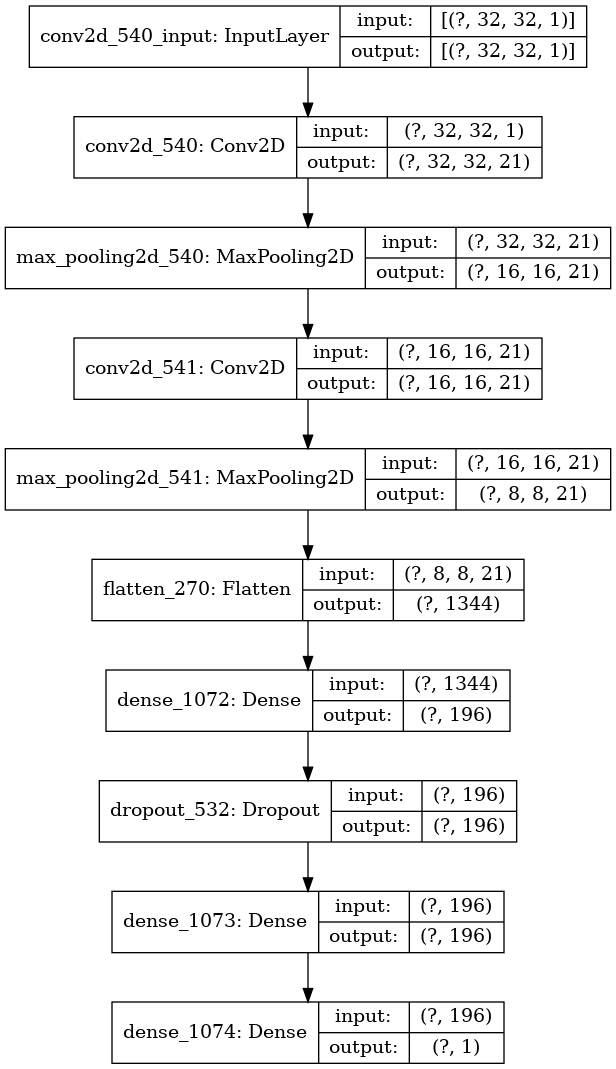 conv2d_540_input: InputLayer
input:
[(?, 32, 32, 1)]
output:
[(?, 32, 32, 1)]
conv2d_540: Conv2D
input:
(?, 32, 32, 1)
output:
(?, 32, 32, 21)
max_pooling2d_540: MaxPooling2D
input:
(?, 32, 32, 21)
output:
(?, 16, 16, 21)
conv2d_541: Conv2D
input:
(?, 16, 16, 21)
output:
(?, 16, 16, 21)
max_pooling2d_541: MaxPooling2D
input:
(?, 16, 16, 21)
output:
(?, 8, 8, 21)
flatten_270: Flatten
input:
(?, 8, 8, 21)
output:
(?, 1344)
dense_1072: Dense
input:
(?, 1344)
output:
(?, 196)
dropout_532: Dropout
input:
(?, 196)
output:
(?, 196)
dense_1073: Dense
input:
(?, 196)
output:
(?, 196)
dense_1074: Dense
input:
(?, 196)
output:
(?, 1)